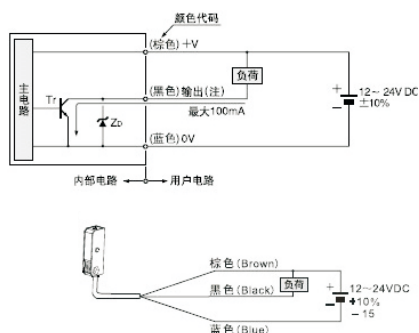 颜色代码
(棕色)+V
负荷
主电路
Tr
(黑色)输出(注)
最大100mA
ZD
12~24V DC
±10%
(蓝色)0V
内部电路
用户电路
棕色(Brown)
黑色(Black)
负荷
12~24VDC
+10%
- 15
蓝色(Blue)